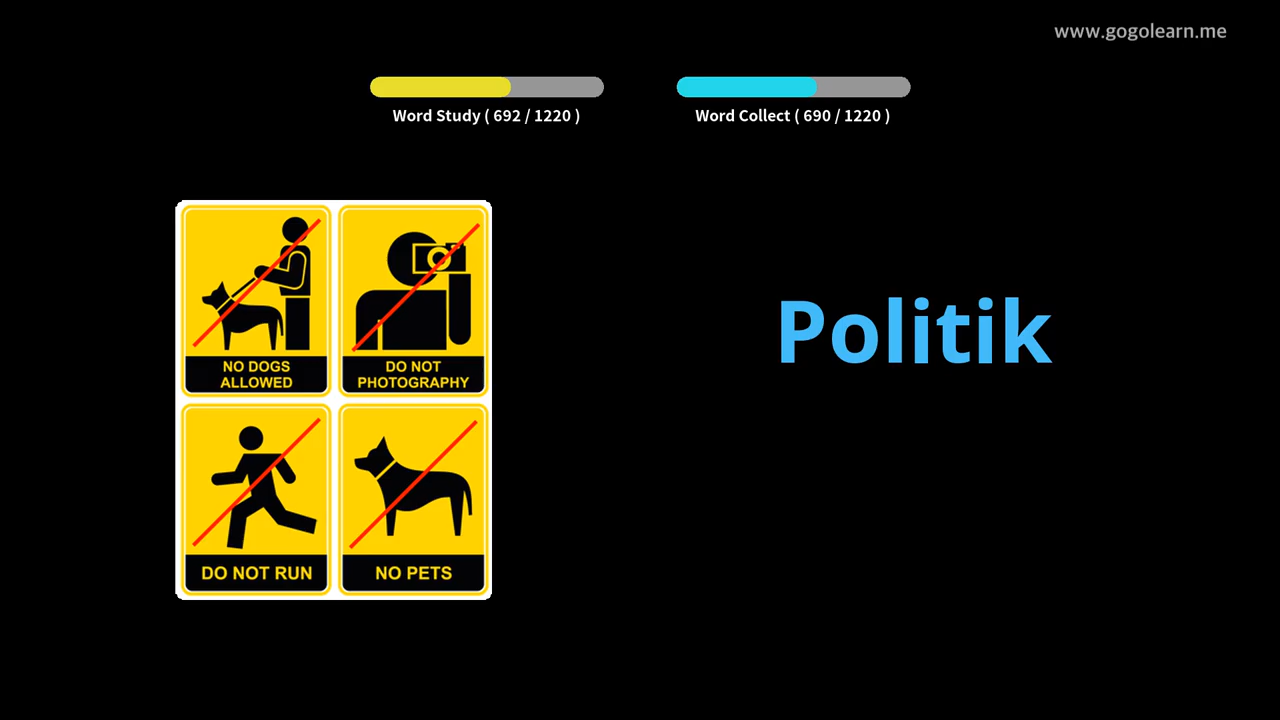 www.gogolearn.me
Word Study ( 692 / 1220 )
Word Collect ( 690 / 1220 )
NO DOGS
ALLOWED
DO NOT
PHOTOGRAPHY
Politik
DO NOT RUN
NO PETS